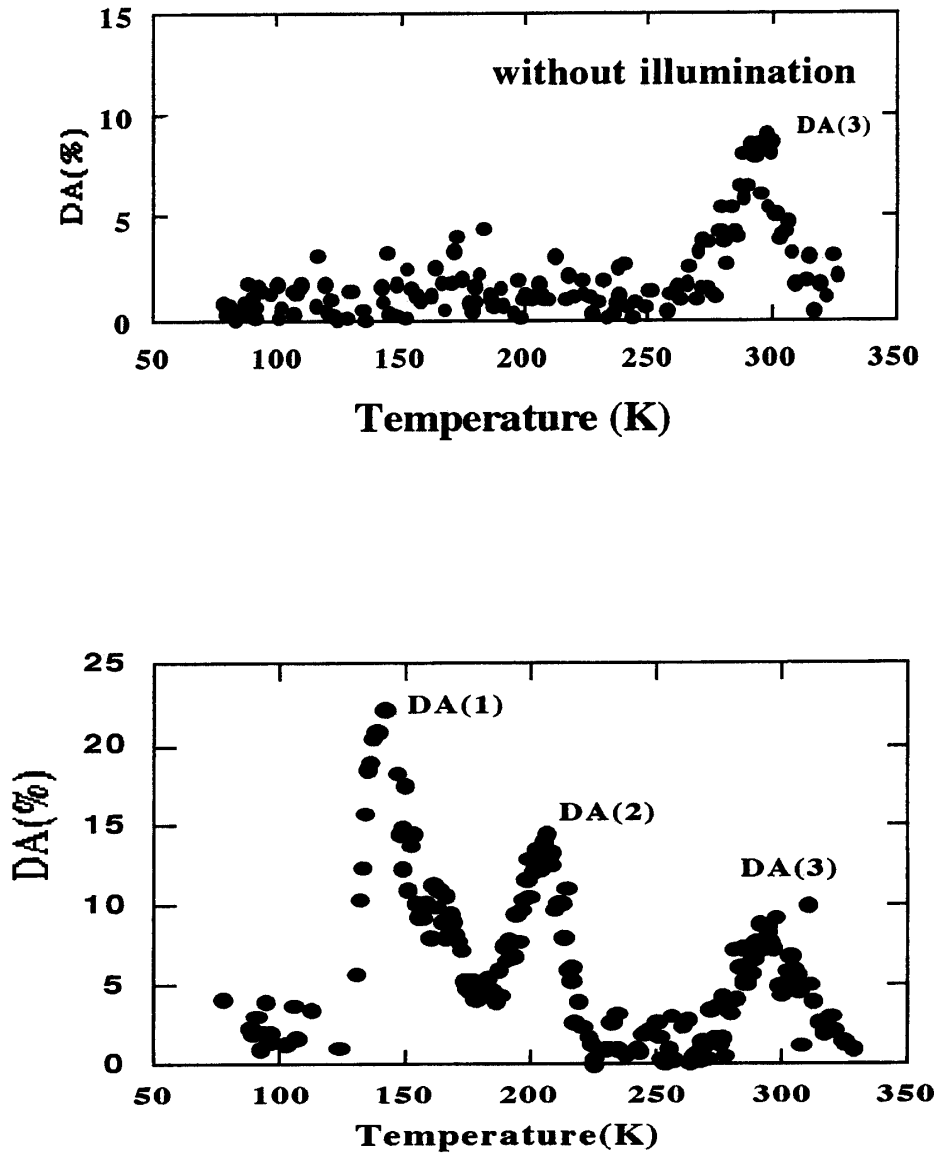 15
without illumination
10
DA(3)
DA(%)
5
0
50 100 150 200 250 300 350
Temperature (K)
25
DA(1)
20
DA(2)
15
DA(%)
DA(3)
10
5
0
50 100 150 200 250 300 350
Temperature(K)